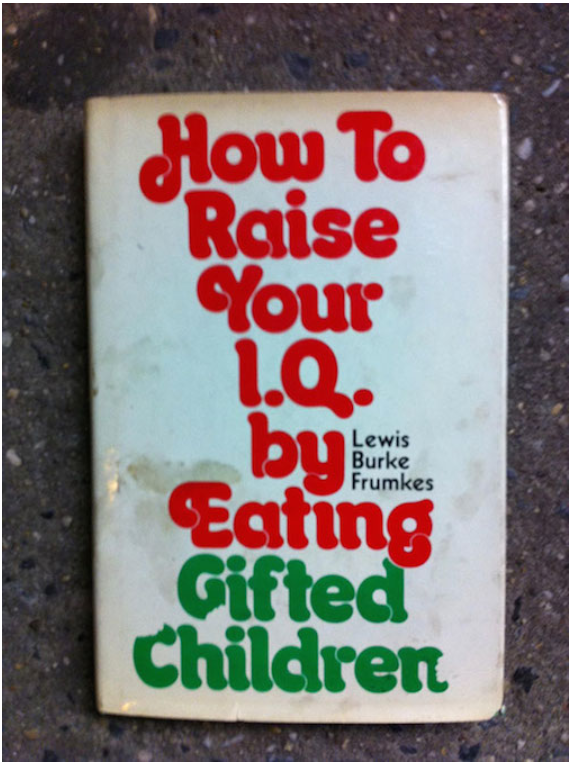 How To
Raise
Your
I.Q.
by
Lewis
Burke
Frumkes
Eating
Gifted
Children